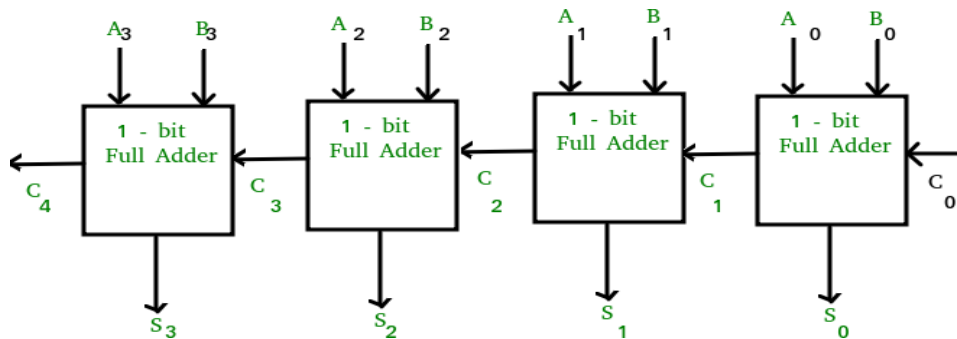 A3 B3 A2 B2 A1 B1 A0 B0
1 - bit
Full Adder
1 - bit
Full Adder
1 - bit
Full Adder
1 - bit
Full Adder
C4 C3 C2 C1 C0
S3 S2 S1 S0